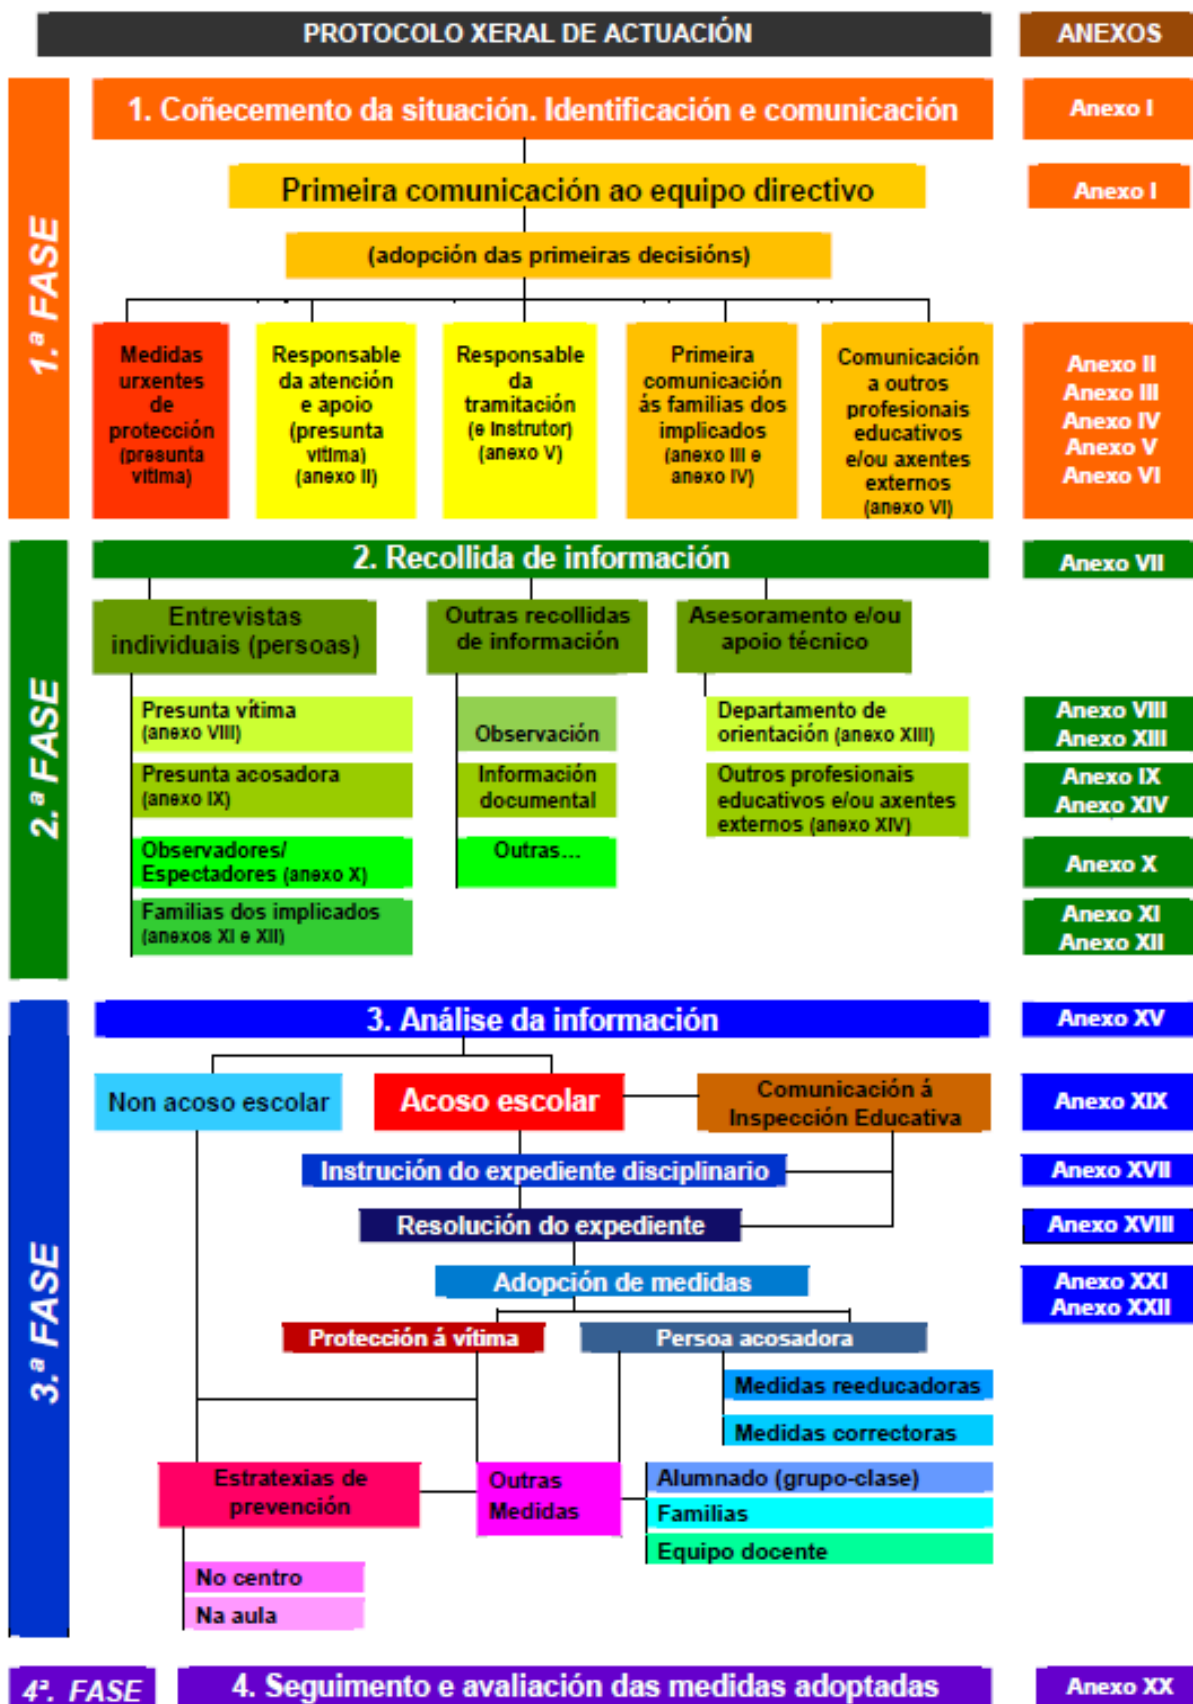 PROTOCOLO XERAL DE ACTUACIÓN
ANEXOS
1.ª FASE
1. Coñecemento da situación. Identificación e comunicación
Anexo I
Primeira comunicación ao equipo directivo
Anexo I
(adopción das primeiras decisións)
Medidas
urxentes
de
protección
(presunta
vítima)
Responsable
da atención
e apoio
(presunta
vítima)
(anexo II)
Responsable
da
tramitación
(e Instrutor)
(anexo V)
Primeira
comunicación
ás familias dos
implicados
(anexo III e
anexo IV)
Comunicación
a outros
profesionais
educativos
e/ou axentes
externos
(anexo VI)
Anexo II
Anexo III
Anexo IV
Anexo V
Anexo VI
2.ª FASE
2. Recollida de información
Anexo VII
Entrevistas
individuais (persoas)
Outras recollidas
de información
Asesoramento e/ou
apoio técnico
Presunta vítima
(anexo VIII)
Observación
Departamento de
orientación (anexo XIII)
Anexo VIII
Anexo XIII
Presunta acosadora
(anexo IX)
Información
documental
Outros profesionais
educativos e/ou axentes
externos (anexo XIV)
Anexo IX
Anexo XIV
Observadores/
Espectadores (anexo X)
Outras...
Anexo X
Familias dos implicados
(anexos XI e XII)
Anexo XI
Anexo XII
3.ª FASE
3. Análise da información
Anexo XV
Non acoso escolar
Acoso escolar
Comunicación á
Inspección Educativa
Anexo XIX
Instrución do expediente disciplinario
Anexo XVII
Resolución do expediente
Anexo XVIII
Adopción de medidas
Anexo XXI
Anexo XXII
Protección á vítima
Persoa acosadora
Medidas reeducadoras
Medidas correctoras
Estratexias de
prevención
Outras
Medidas
Alumnado (grupo-clase)
Familias
Equipo docente
No centro
Na aula
4ª. FASE
4. Seguimento e avaliación das medidas adoptadas
Anexo XX